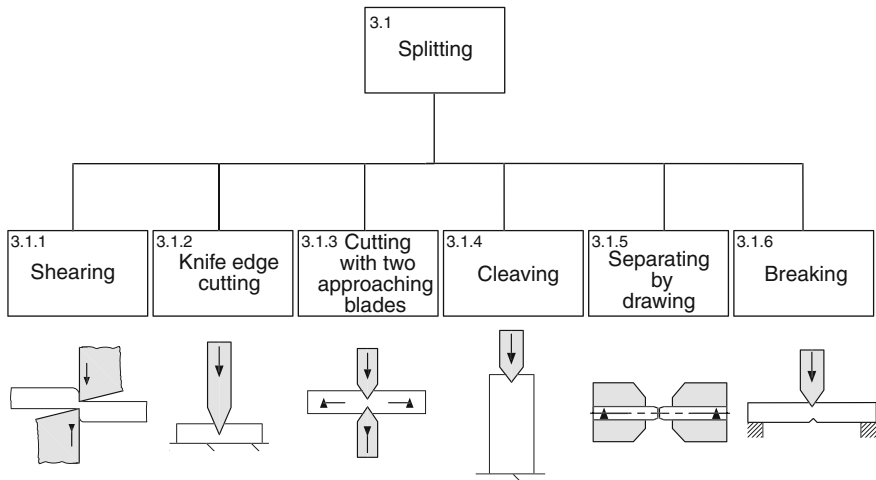 3.1
Splitting
3.1.1
Shearing
3.1.2
Knife edge
cutting
3.1.3
Cutting
with two
approaching
blades
3.1.4
Cleaving
3.1.5
Separating
by
drawing
3.1.6
Breaking